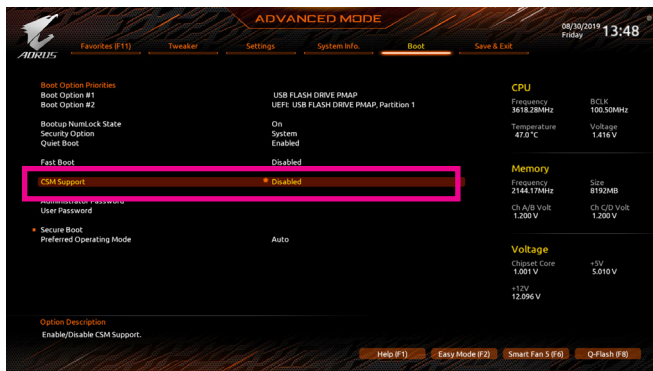 ADVANCED MODE
08/30/2019 Friday 13:48
AORUS
Favorites (F11) Tweaker Settings System Info. Boot Save & Exit
Boot Option Priorities
Boot Option #1 USB FLASH DRIVE PMAP
Boot Option #2 UEFI: USB FLASH DRIVE PMAP, Partition 1
Bootup NumLock State On
Security Option System
Quiet Boot Enabled
Fast Boot Disabled
CSM Support * Disabled
Administrator Password
User Password
Secure Boot
Preferred Operating Mode Auto
CPU
Frequency BCLK
3618.28MHz 100.50MHz
Temperature Voltage
47.0 °C 1.416 V
Memory
Frequency Size
2144.17MHz 8192MB
Ch A/B Volt Ch C/D Volt
1.200 V 1.200 V
Voltage
Chipset Core +5V
1.001 V 5.010 V
+12V
12.096 V
Option Description
Enable/Disable CSM Support.
Help (F1) Easy Mode (F2) Smart Fan 5 (F6) Q-Flash (F8)